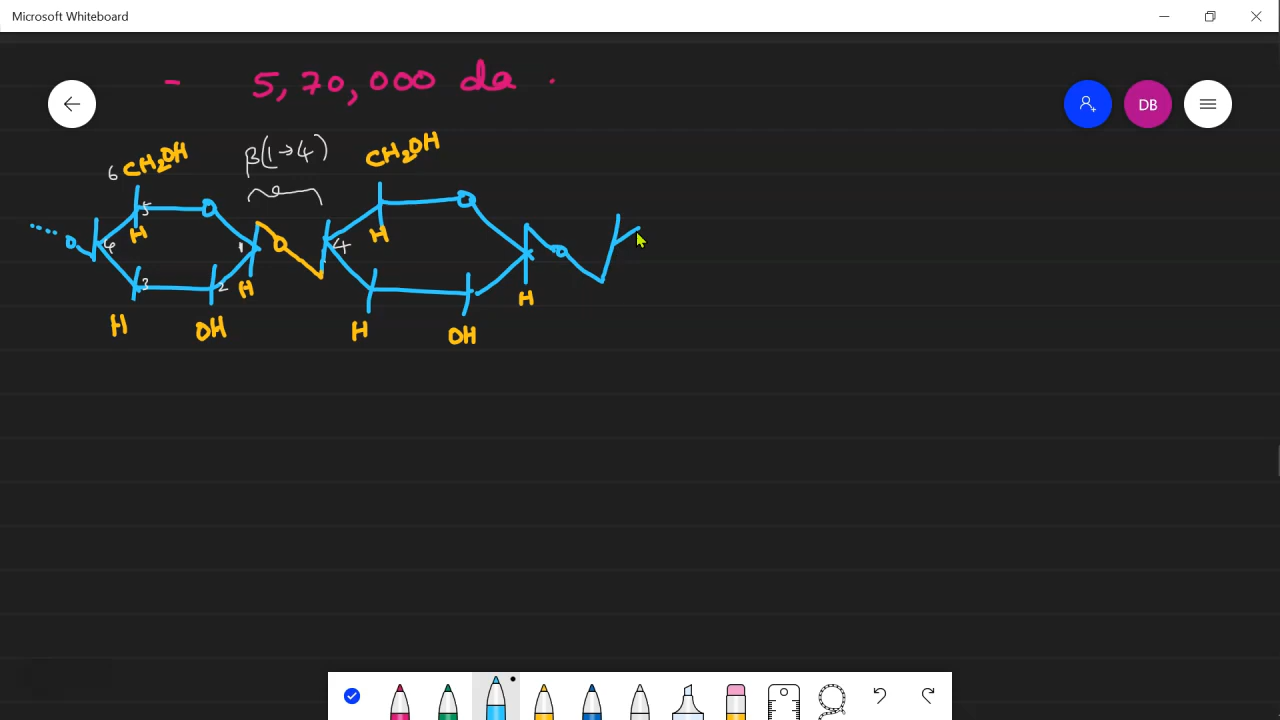 Microsoft Whiteboard
- 5,70,000 da .
DB
β(1→4)
6 CH2OH CH2OH
5 O O
O 4 H 1 O 4 H O
3 2 H H
H OH H OH